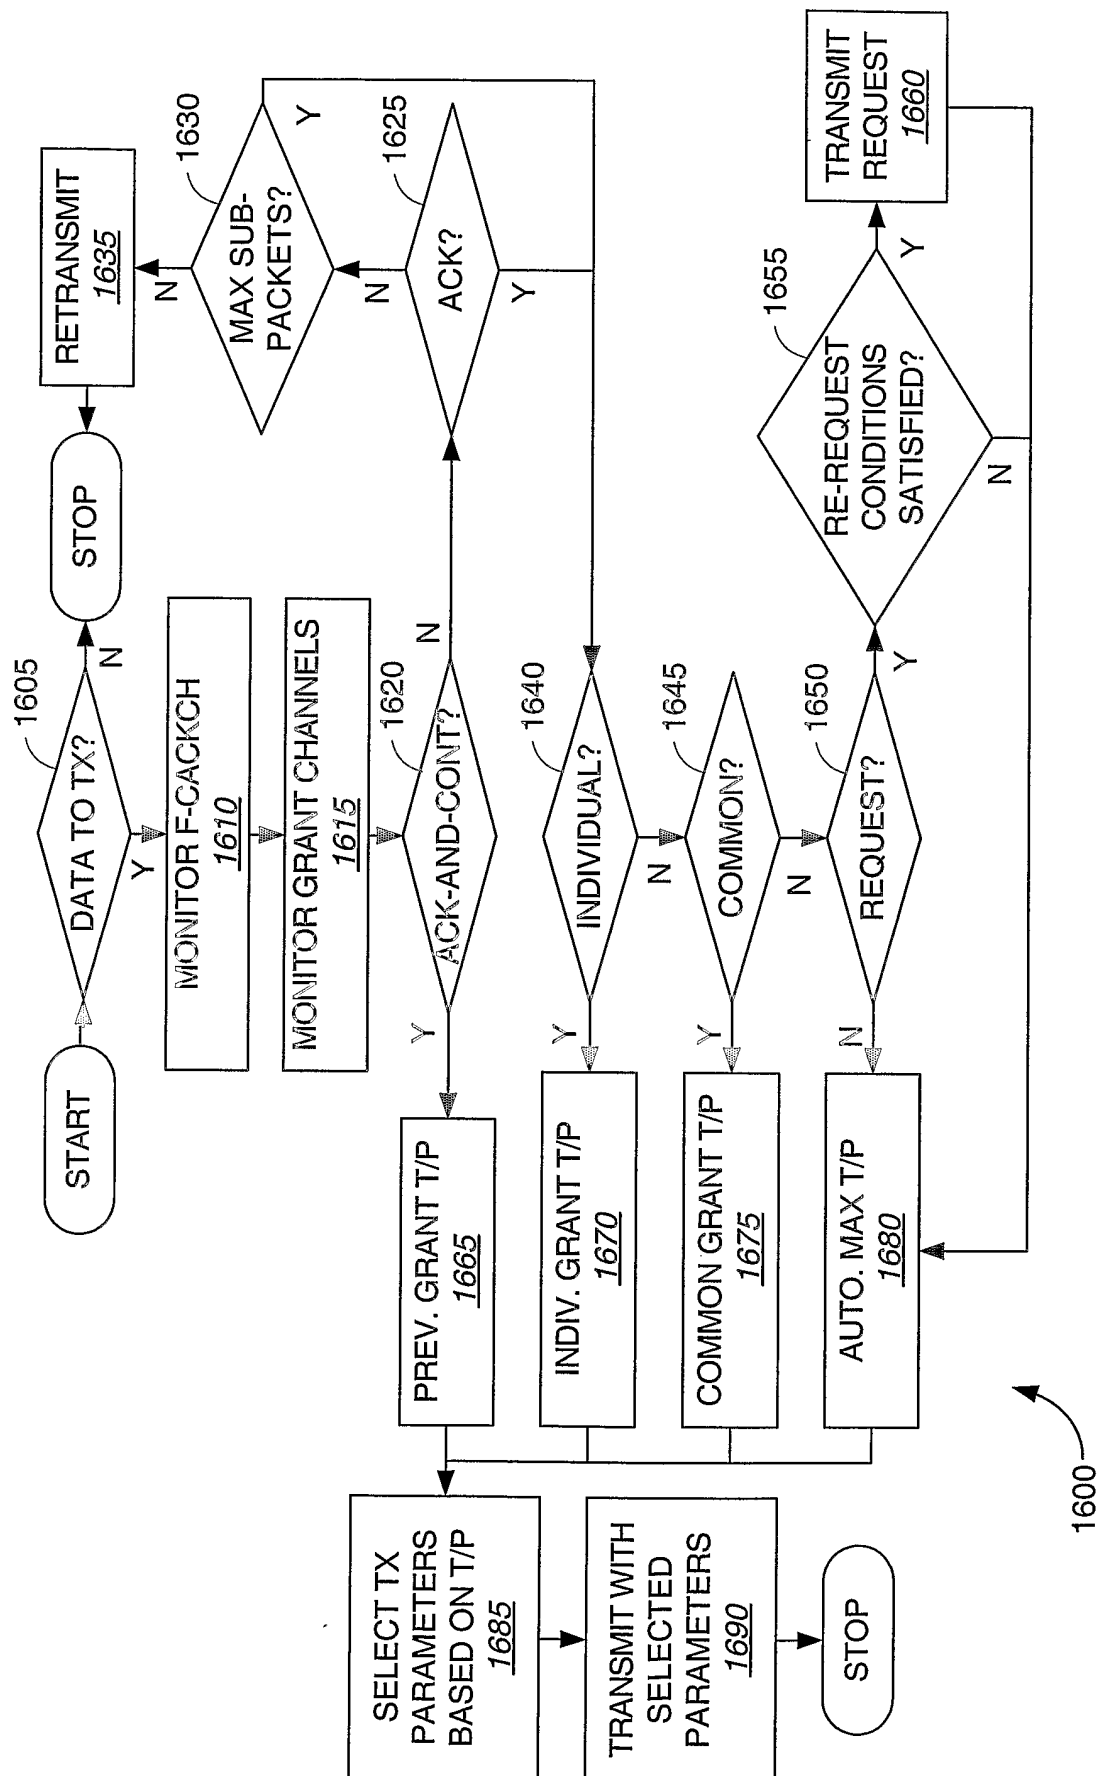 START
DATA TO TX?
1605
N
Y
STOP
RETRANSMIT
1635
MONITOR F-CACKCH
1610
MONITOR GRANT CHANNELS
1615
ACK-AND-CONT?
1620
Y
N
ACK?
1625
N
Y
MAX SUB-
PACKETS?
1630
N
Y
PREV. GRANT T/P
1665
INDIVIDUAL?
1640
Y
N
INDIV. GRANT T/P
1670
COMMON?
1645
Y
N
COMMON GRANT T/P
1675
REQUEST?
1650
N
Y
AUTO. MAX T/P
1680
RE-REQUEST
CONDITIONS
SATISFIED?
1655
Y
N
TRANSMIT
REQUEST
1660
SELECT TX
PARAMETERS
BASED ON T/P
1685
TRANSMIT WITH
SELECTED
PARAMETERS
1690
STOP
1600